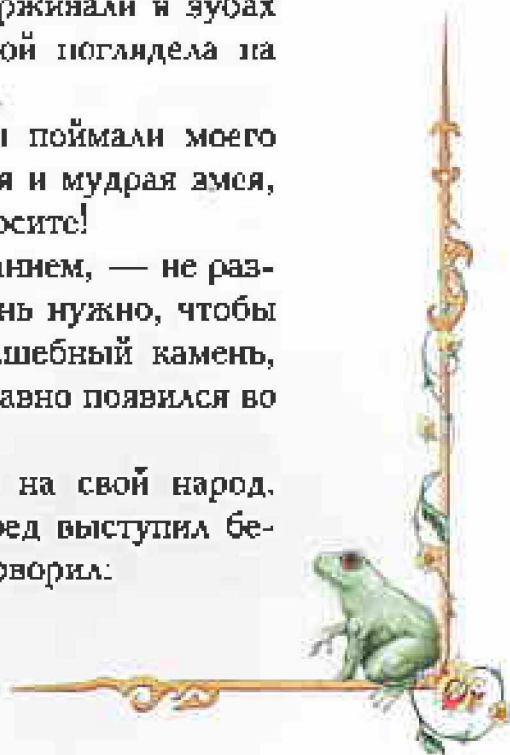 ржинали в зубах
ой поглядела на
поймали моего
я и мудрая змея,
осите!
анием, — не раз-
нь нужно, чтобы
шебный камень,
авно появился во
на свой народ.
ред выступил бе-
оворил: